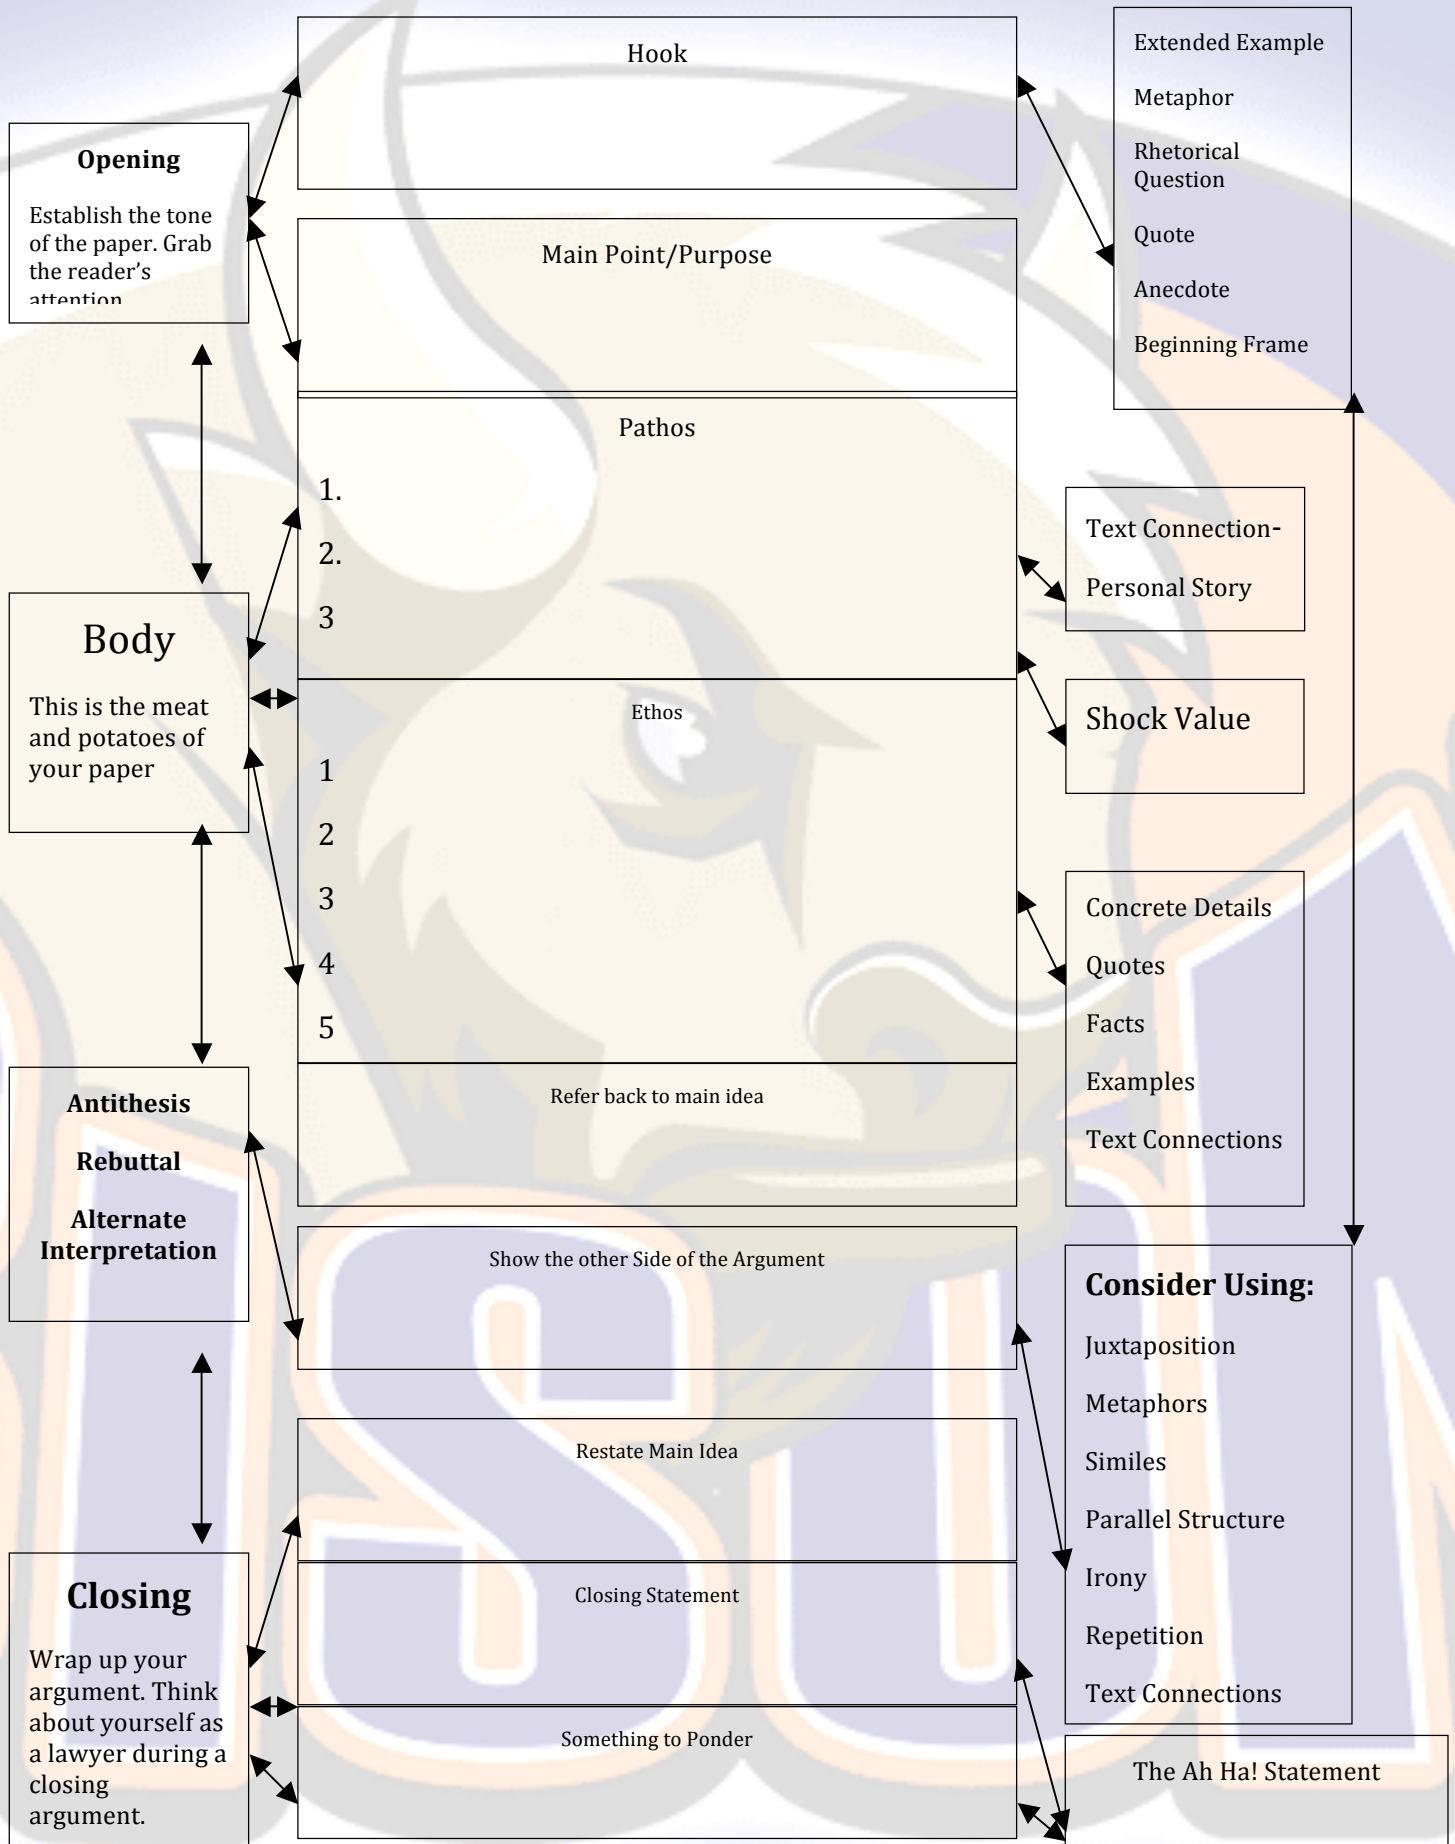 Hook
Extended Example
Metaphor
Rhetorical
Question
Quote
Anecdote
Beginning Frame
Opening
Establish the tone
of the paper. Grab
the reader’s
attention
Main Point/Purpose
Pathos
1.
2.
3
Text Connection-
Personal Story
Shock Value
Body
This is the meat
and potatoes of
your paper
Ethos
1
2
3
4
5
Concrete Details
Quotes
Facts
Examples
Text Connections
Refer back to main idea
Antithesis
Rebuttal
Alternate
Interpretation
Show the other Side of the Argument
Consider Using:
Juxtaposition
Metaphors
Similes
Parallel Structure
Irony
Repetition
Text Connections
Restate Main Idea
Closing Statement
Something to Ponder
Closing
Wrap up your
argument. Think
about yourself as
a lawyer during a
closing
argument.
The Ah Ha! Statement